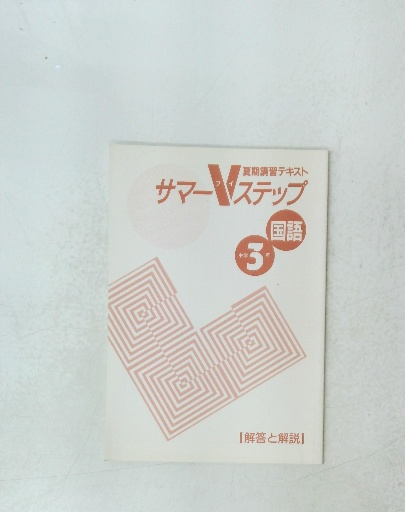 夏期講習テキスト
サマーVステップ
国語
3
[解答と解説]